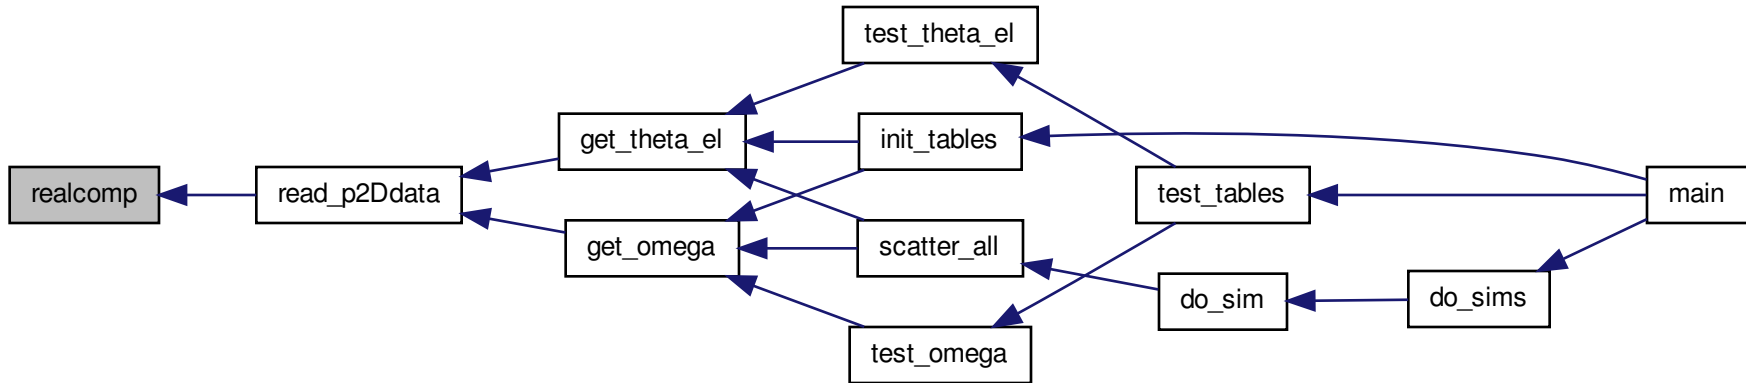 realcomp
read_p2Ddata
get_theta_el
get_omega
test_theta_el
init_tables
scatter_all
test_omega
test_tables
do_sim
do_sims
main